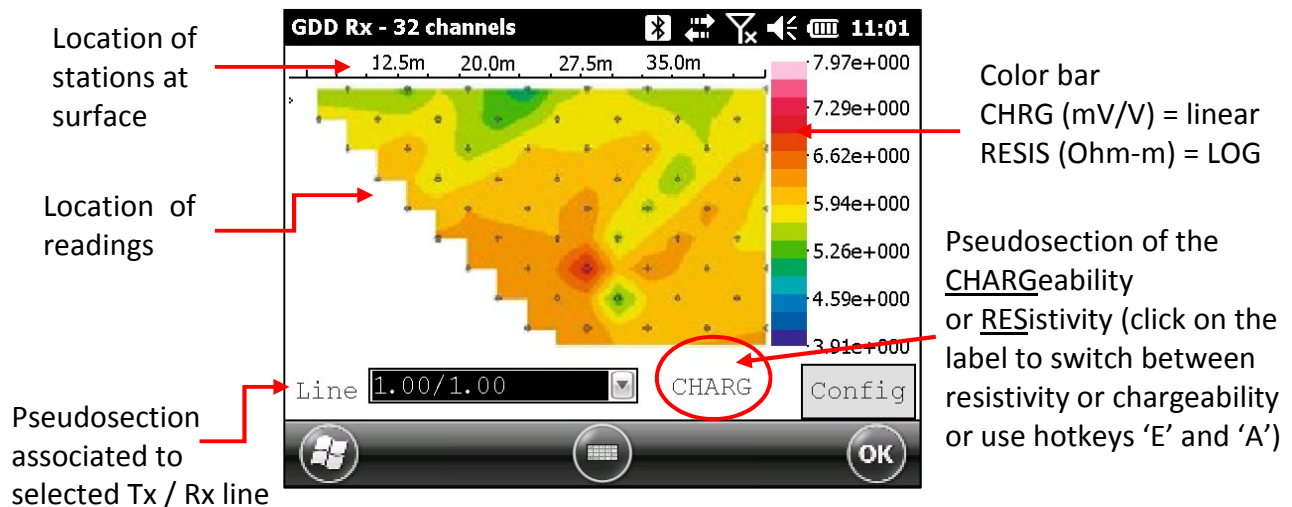 Location of
stations at
surface
Location of
readings
Pseudosection
associated to
selected Tx / Rx line
GDD Rx - 32 channels
11:01
12.5m 20.0m 27.5m 35.0m
7.97e+000
7.29e+000
6.62e+000
5.94e+000
5.26e+000
4.59e+000
3.91e+000
Line 1.00/1.00 CHARG Config
OK
Color bar
CHRG (mV/V) = linear
RESIS (Ohm-m) = LOG
Pseudosection of the
CHARGeability
or RESistivity (click on the
label to switch between
resistivity or chargeability
or use hotkeys ‘E’ and ‘A’)